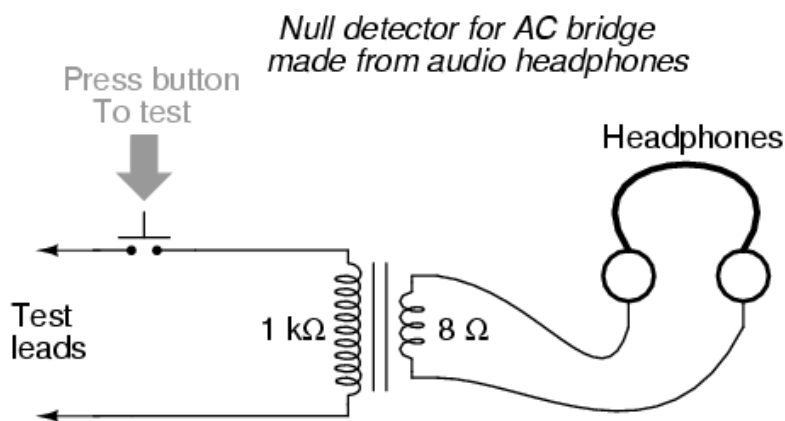 Null detector for AC bridge
made from audio headphones
Press button
To test
Headphones
Test
leads
1 kΩ
8 Ω